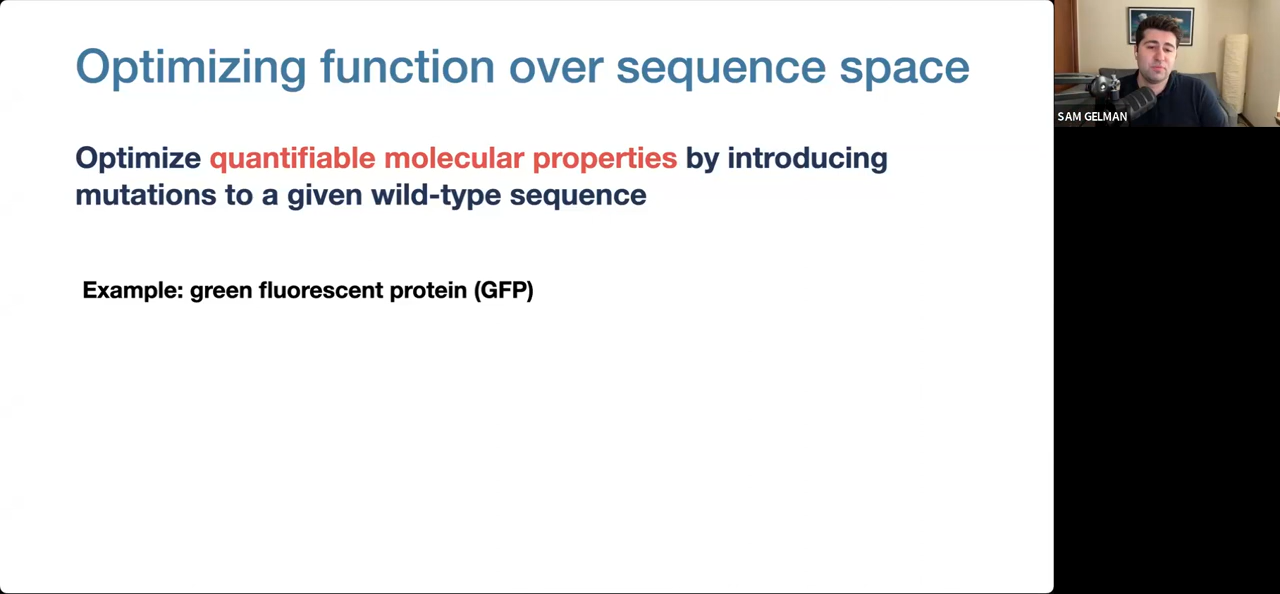 Optimizing function over sequence space
Optimize quantifiable molecular properties by introducing
mutations to a given wild-type sequence
Example: green fluorescent protein (GFP)
SAM GELMAN